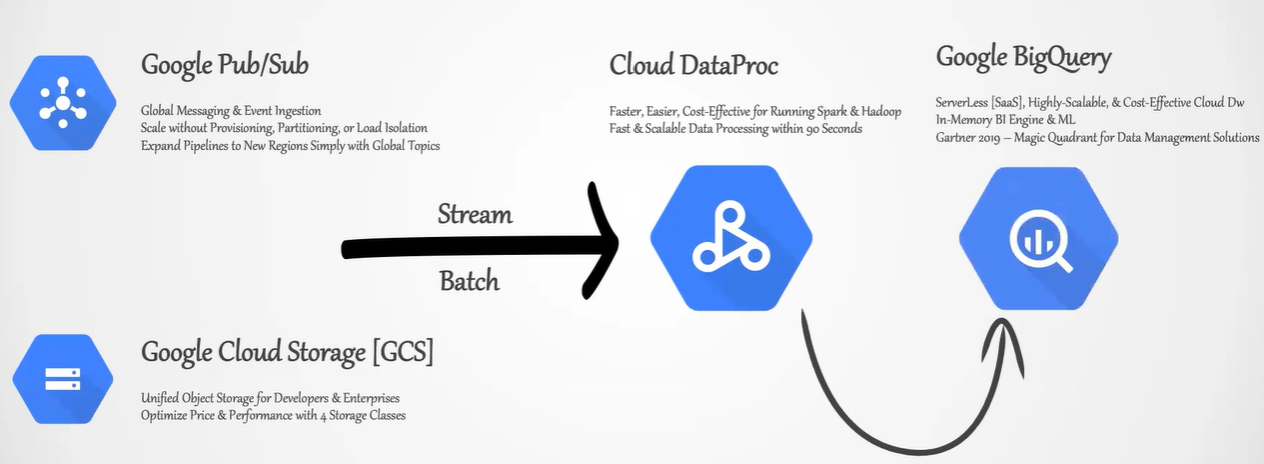 Google Pub/Sub
Global Messaging & Event Ingestion
Scale without Provisioning, Partitioning, or Load Isolation
Expand Pipelines to New Regions Simply with Global Topics
Stream
Batch
Google Cloud Storage [GCS]
Unified Object Storage for Developers & Enterprises
Optimize Price & Performance with 4 Storage Classes
Cloud DataProc
Faster, Easier, Cost-Effective for Running Spark & Hadoop
Fast & Scalable Data Processing within 90 Seconds
Google BigQuery
ServerLess [SaaS], Highly-Scalable, & Cost-Effective Cloud Dw
In-Memory BI Engine & ML
Gartner 2019 – Magic Quadrant for Data Management Solutions